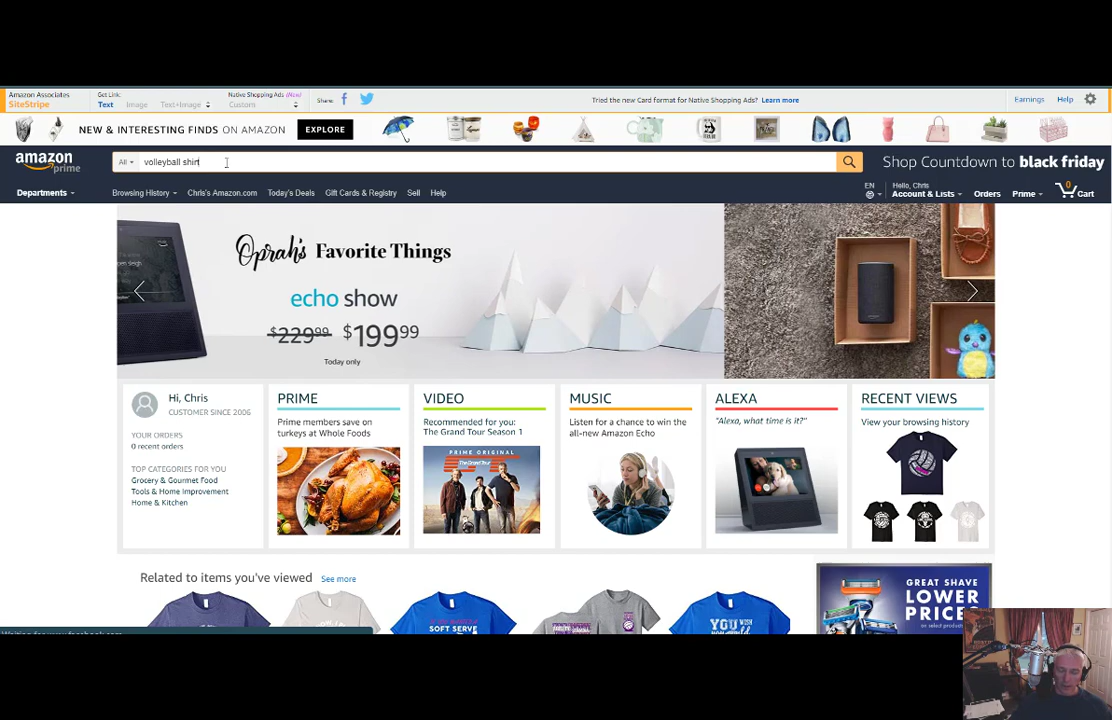 Amazon Associates
SiteStripe
Get Link:
Text Image Text+Image Custom
Native Shopping Ads (New)
Share:
Tried the new Card format for Native Shopping Ads? Learn more
Earnings Help
NEW & INTERESTING FINDS ON AMAZON EXPLORE
amazon prime
All volleyball shirt
Shop Countdown to black friday
Departments Browsing History Chris's Amazon.com Today's Deals Gift Cards & Registry Sell Help
EN Hello, Chris
Account & Lists Orders Prime 0 Cart
Oprah's Favorite Things
echo show
$229.99 $199.99
Today only
Hi, Chris
CUSTOMER SINCE 2006
YOUR ORDERS
0 recent orders
TOP CATEGORIES FOR YOU
Grocery & Gourmet Food
Tools & Home Improvement
Home & Kitchen
PRIME
Prime members save on
turkeys at Whole Foods
VIDEO
Recommended for you:
The Grand Tour Season 1
PRIME ORIGINAL
MUSIC
Listen for a chance to win the
all-new Amazon Echo
ALEXA
"Alexa, what time is it?"
RECENT VIEWS
View your browsing history
Related to items you've viewed See more
SOFT SERVE
YOU WISH
GREAT SHAVE
LOWER
PRICES
on select products